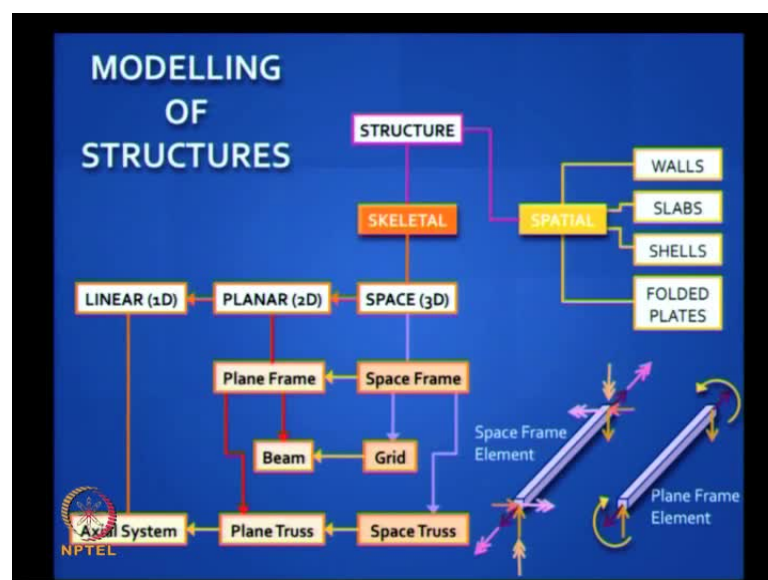 MODELLING
OF
STRUCTURES
STRUCTURE
SKELETAL
SPATIAL
WALLS
SLABS
SHELLS
FOLDED
PLATES
LINEAR (1D)
PLANAR (2D)
SPACE (3D)
Plane Frame
Space Frame
Beam
Grid
Axial System
Plane Truss
Space Truss
Space Frame
Element
Plane Frame
Element
NPTEL